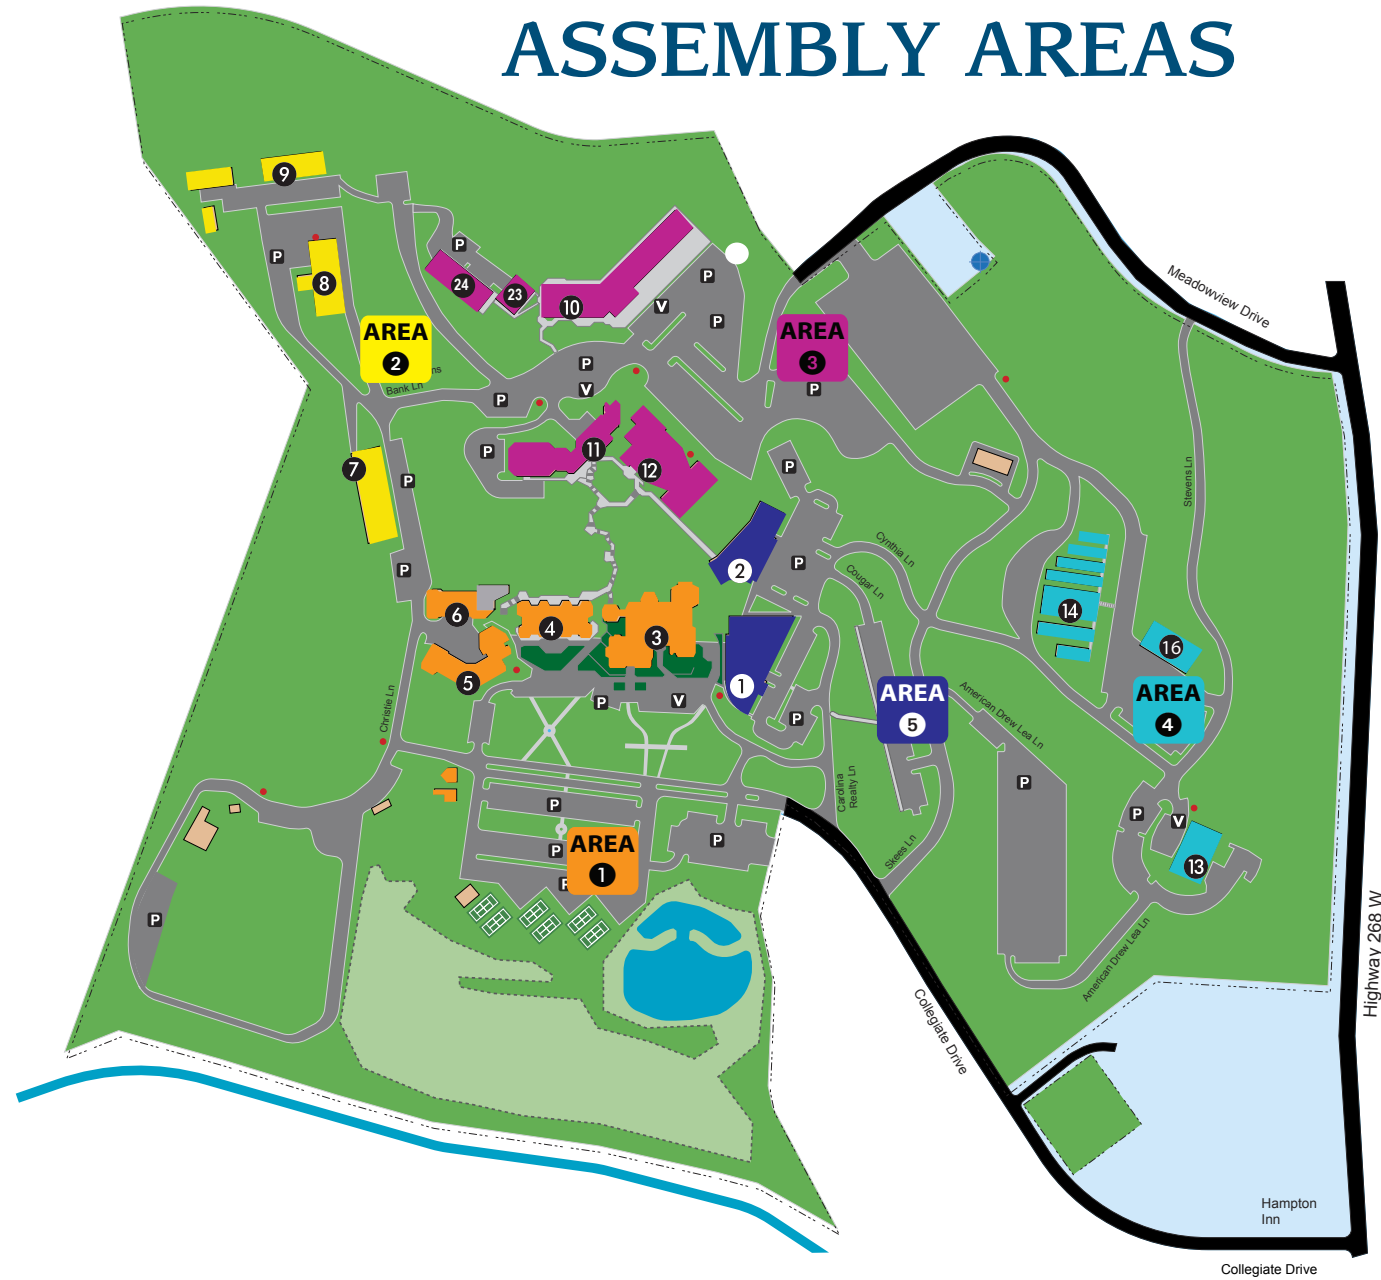 ASSEMBLY AREAS
9
P
P
24
23
8
10
P
V
P
Meadowview Drive
AREA
2
AREA
3
Bank Ln
ns
P
V
P
P
P
11
12
7
P
P
Stevens Ln
2
P
P
Cynthia Ln
Cougar Ln
6
4
3
14
16
5
1
P
V
P
AREA
5
AREA
4
American Drew Lea Ln
Christie Ln
Carolina
Realty Ln
P
P
P
P
V
Skees Ln
P
AREA
1
13
P
American Drew Lea Ln
Highway 268 W
Collegiate Drive
Hampton
Inn
Collegiate Drive